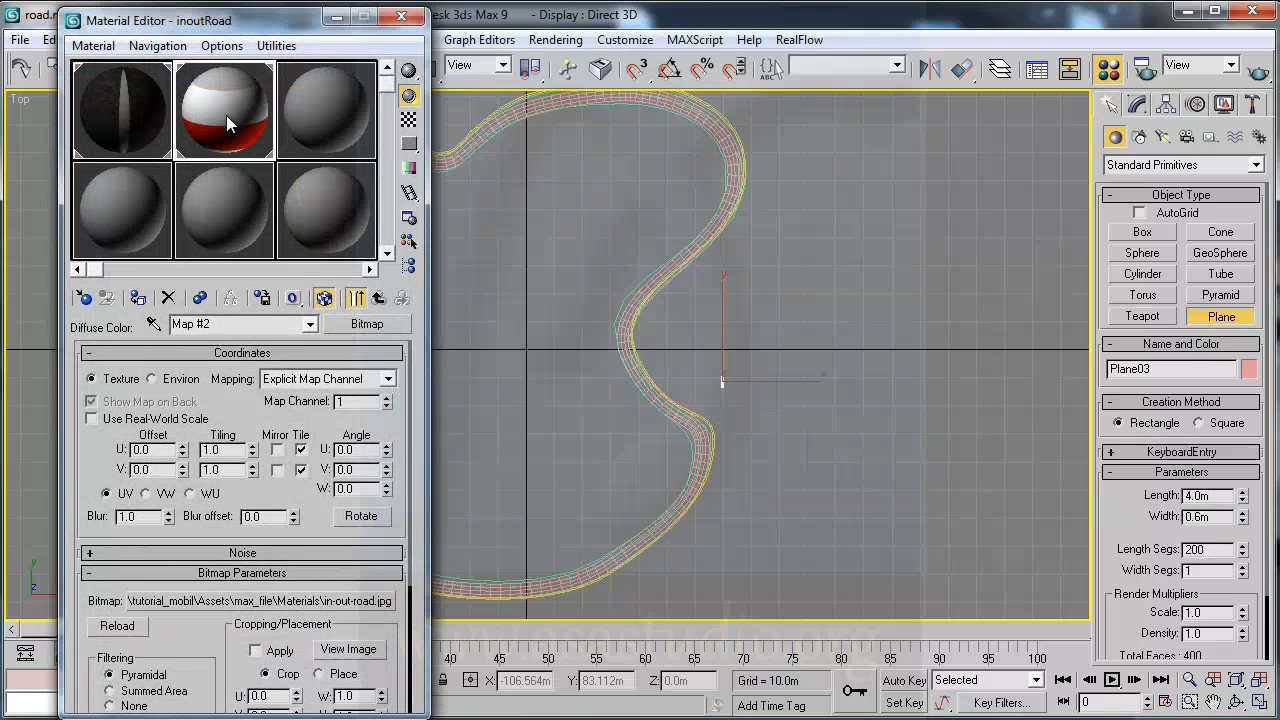 road.m
desk 3ds Max 9 - Display : Direct 3D
Material Editor - inoutRoad
File Ed Graph Editors Rendering Customize MAXScript Help RealFlow
Material Navigation Options Utilities
View
ABC
View
Top
Standard Primitives
- Object Type
AutoGrid
Box Cone
Sphere GeoSphere
Cylinder Tube
Torus Pyramid
Teapot Plane
Diffuse Color: Map #2 Bitmap
- Name and Color
Plane03
- Coordinates
Texture Environ Mapping: Explicit Map Channel
Show Map on Back Map Channel: 1
Use Real-World Scale
Offset Tiling Mirror Tile Angle
U: 0.0 1.0 U: 0.0
V: 0.0 1.0 V: 0.0
W: 0.0
UV VW WU
Blur: 1.0 Blur offset: 0.0 Rotate
+ Noise
- Bitmap Parameters
Bitmap: \tutorial_mobil\Assets\max_file\Materials\in-out-road.jpg
Reload
Cropping/Placement
Apply View Image
Filtering
Pyramidal
Summed Area
None
Crop Place
U: 0.0 W: 1.0
- Creation Method
Rectangle Square
+ KeyboardEntry
- Parameters
Length: 4.0m
Width: 0.6m
Length Segs: 200
Width Segs: 1
Render Multipliers
Scale: 1.0
Density: 1.0
Total Faces : 400
y
z
40 45 50 55 60 65 70 75 80 85 90 95 100
X: -106.564m Y: 83.112m Z: 0.0m Grid = 10.0m
Add Time Tag
Auto Key Selected
Set Key Key Filters...
0